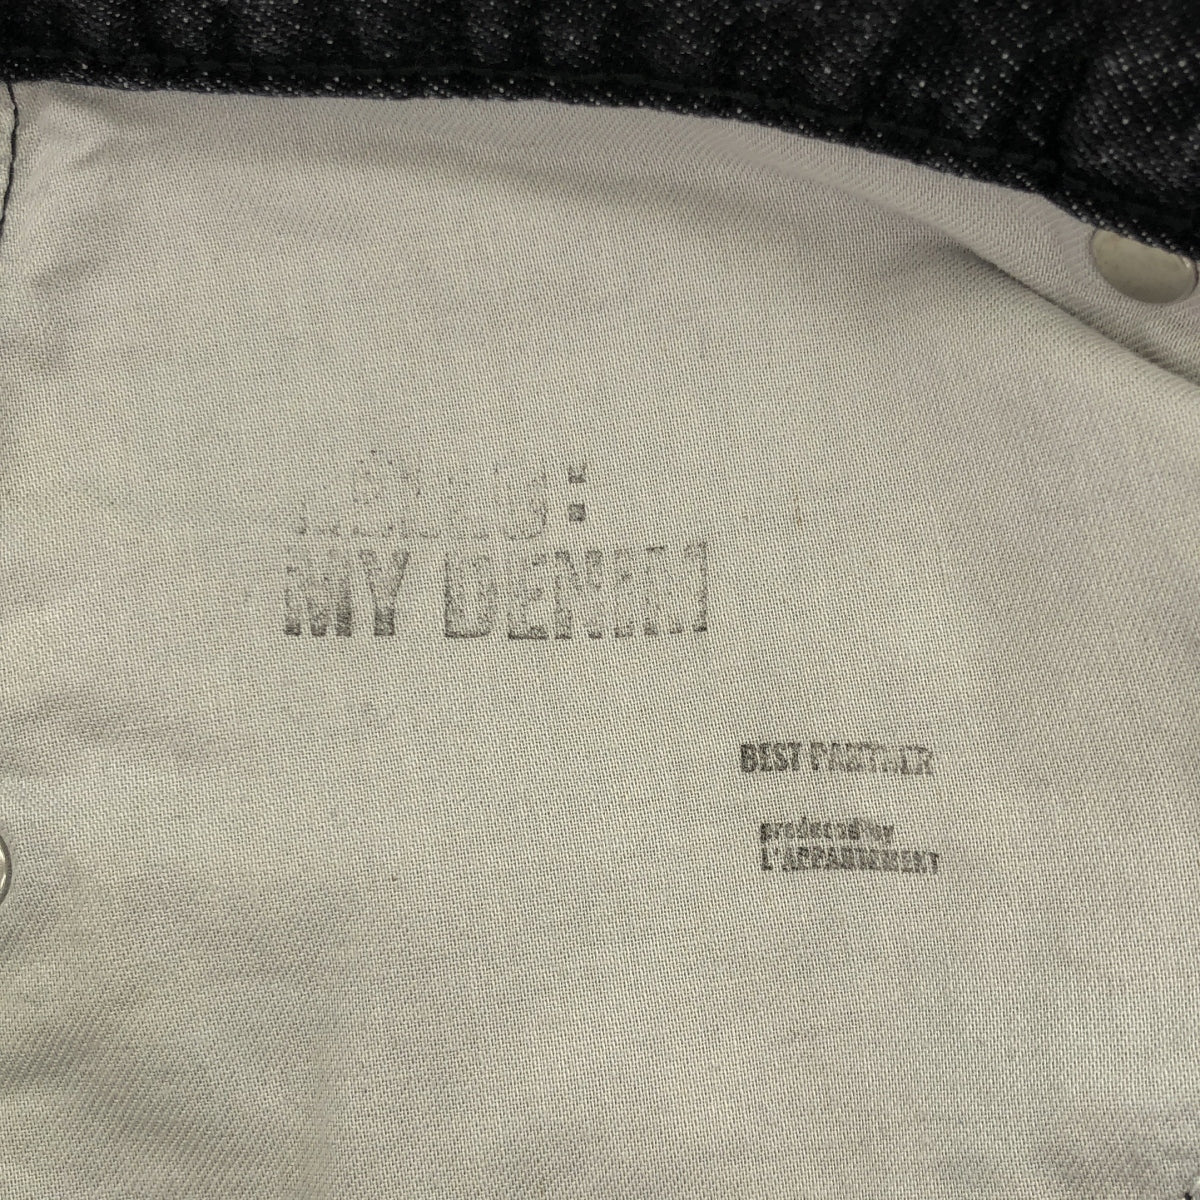 MY DENIM
BEST PARTNER
produced by
L'APPARTEMENT